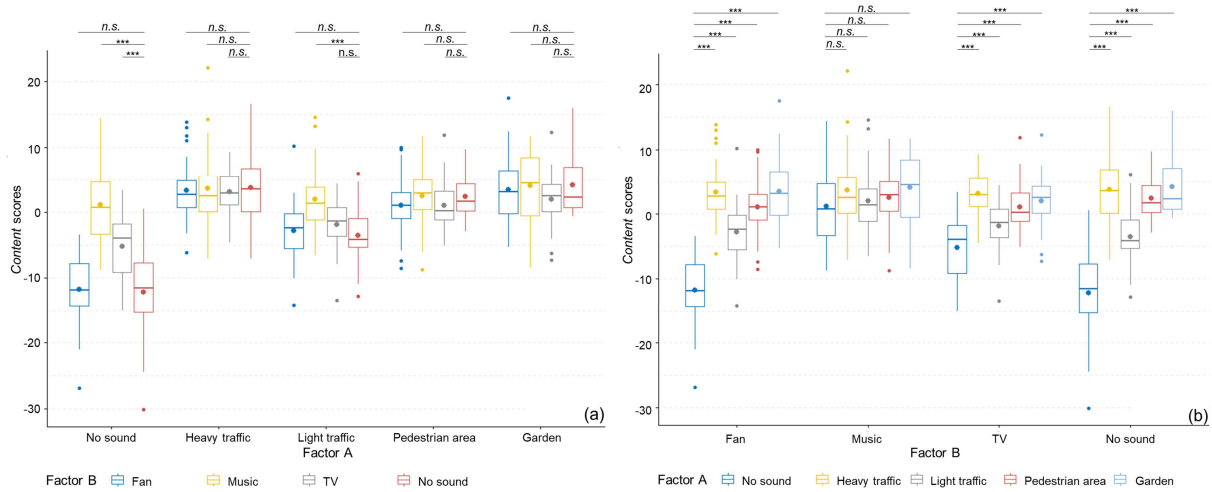 n.s. n.s. n.s. n.s. n.s.
*** n.s. *** n.s. n.s.
*** n.s. n.s. n.s. n.s.
20
10
0
-10
-20
-30
Content scores
(a)
No sound Heavy traffic Light traffic Pedestrian area Garden
Factor A
Factor B Fan Music TV No sound
*** n.s. *** ***
*** n.s. *** ***
*** n.s. *** ***
*** n.s. *** ***
20
10
0
-10
-20
-30
Content scores
(b)
Fan Music TV No sound
Factor B
Factor A No sound Heavy traffic Light traffic Pedestrian area Garden